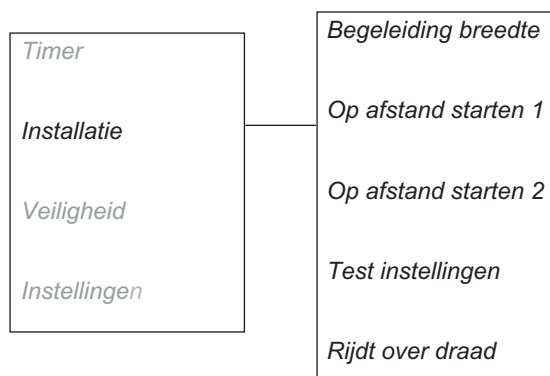 Timer
Installatie
Veiligheid
Instellingen
Begeleiding breedte
Op afstand starten 1
Op afstand starten 2
Test instellingen
Rijdt over draad